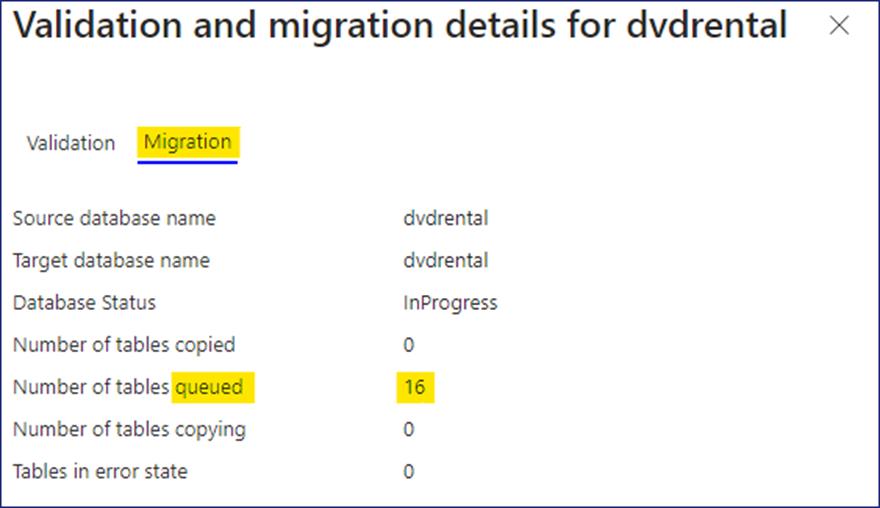 Validation and migration details for dvdrental
Validation Migration
Source database name dvdrental
Target database name dvdrental
Database Status InProgress
Number of tables copied 0
Number of tables queued 16
Number of tables copying 0
Tables in error state 0